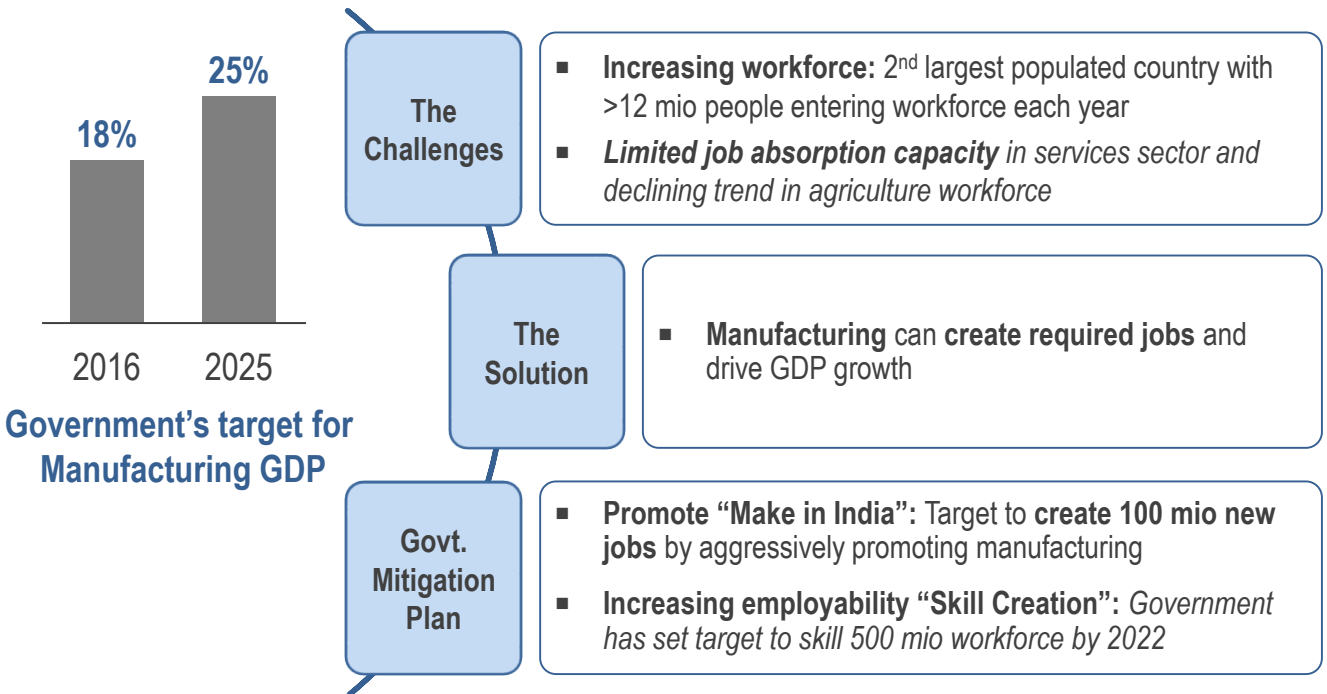 25%
18%
2016
2025
Government’s target for
Manufacturing GDP
The
Challenges
▪ Increasing workforce: 2nd largest populated country with
>12 mio people entering workforce each year
▪ Limited job absorption capacity in services sector and
declining trend in agriculture workforce
The
Solution
▪ Manufacturing can create required jobs and
drive GDP growth
Govt.
Mitigation
Plan
▪ Promote “Make in India”: Target to create 100 mio new
jobs by aggressively promoting manufacturing
▪ Increasing employability “Skill Creation”: Government
has set target to skill 500 mio workforce by 2022